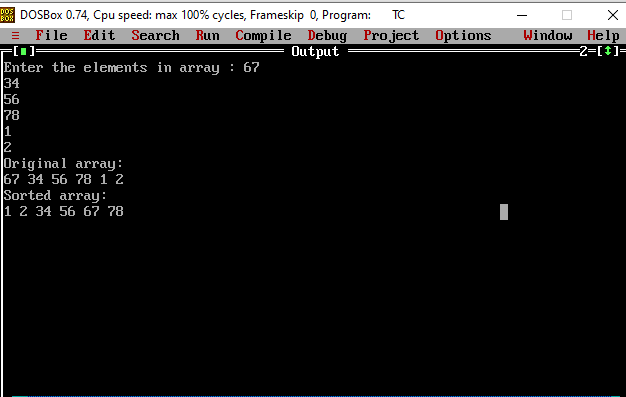 DOS BOX DOSBox 0.74, Cpu speed: max 100% cycles, Frameskip 0, Program: TC
≡ File Edit Search Run Compile Debug Project Options Window Help
[■] Output 2=[↕]
Enter the elements in array : 67
34
56
78
1
2
Original array:
67 34 56 78 1 2
Sorted array:
1 2 34 56 67 78